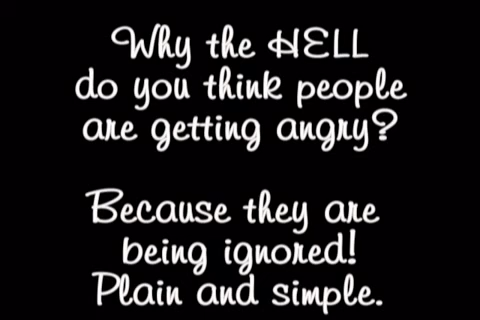 Why the HELL
do you think people
are getting angry?
Because they are
being ignored!
Plain and simple.